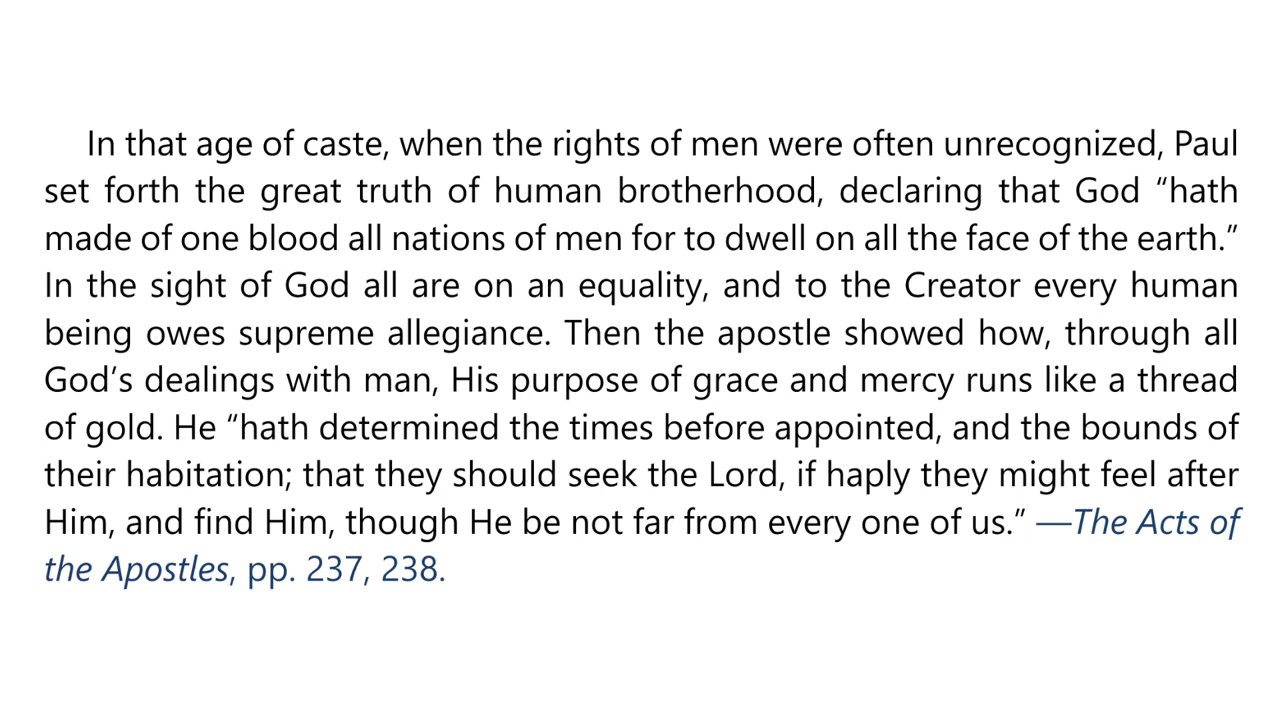 In that age of caste, when the rights of men were often unrecognized, Paul
set forth the great truth of human brotherhood, declaring that God “hath
made of one blood all nations of men for to dwell on all the face of the earth.”
In the sight of God all are on an equality, and to the Creator every human
being owes supreme allegiance. Then the apostle showed how, through all
God’s dealings with man, His purpose of grace and mercy runs like a thread
of gold. He “hath determined the times before appointed, and the bounds of
their habitation; that they should seek the Lord, if haply they might feel after
Him, and find Him, though He be not far from every one of us.” —The Acts of
the Apostles, pp. 237, 238.